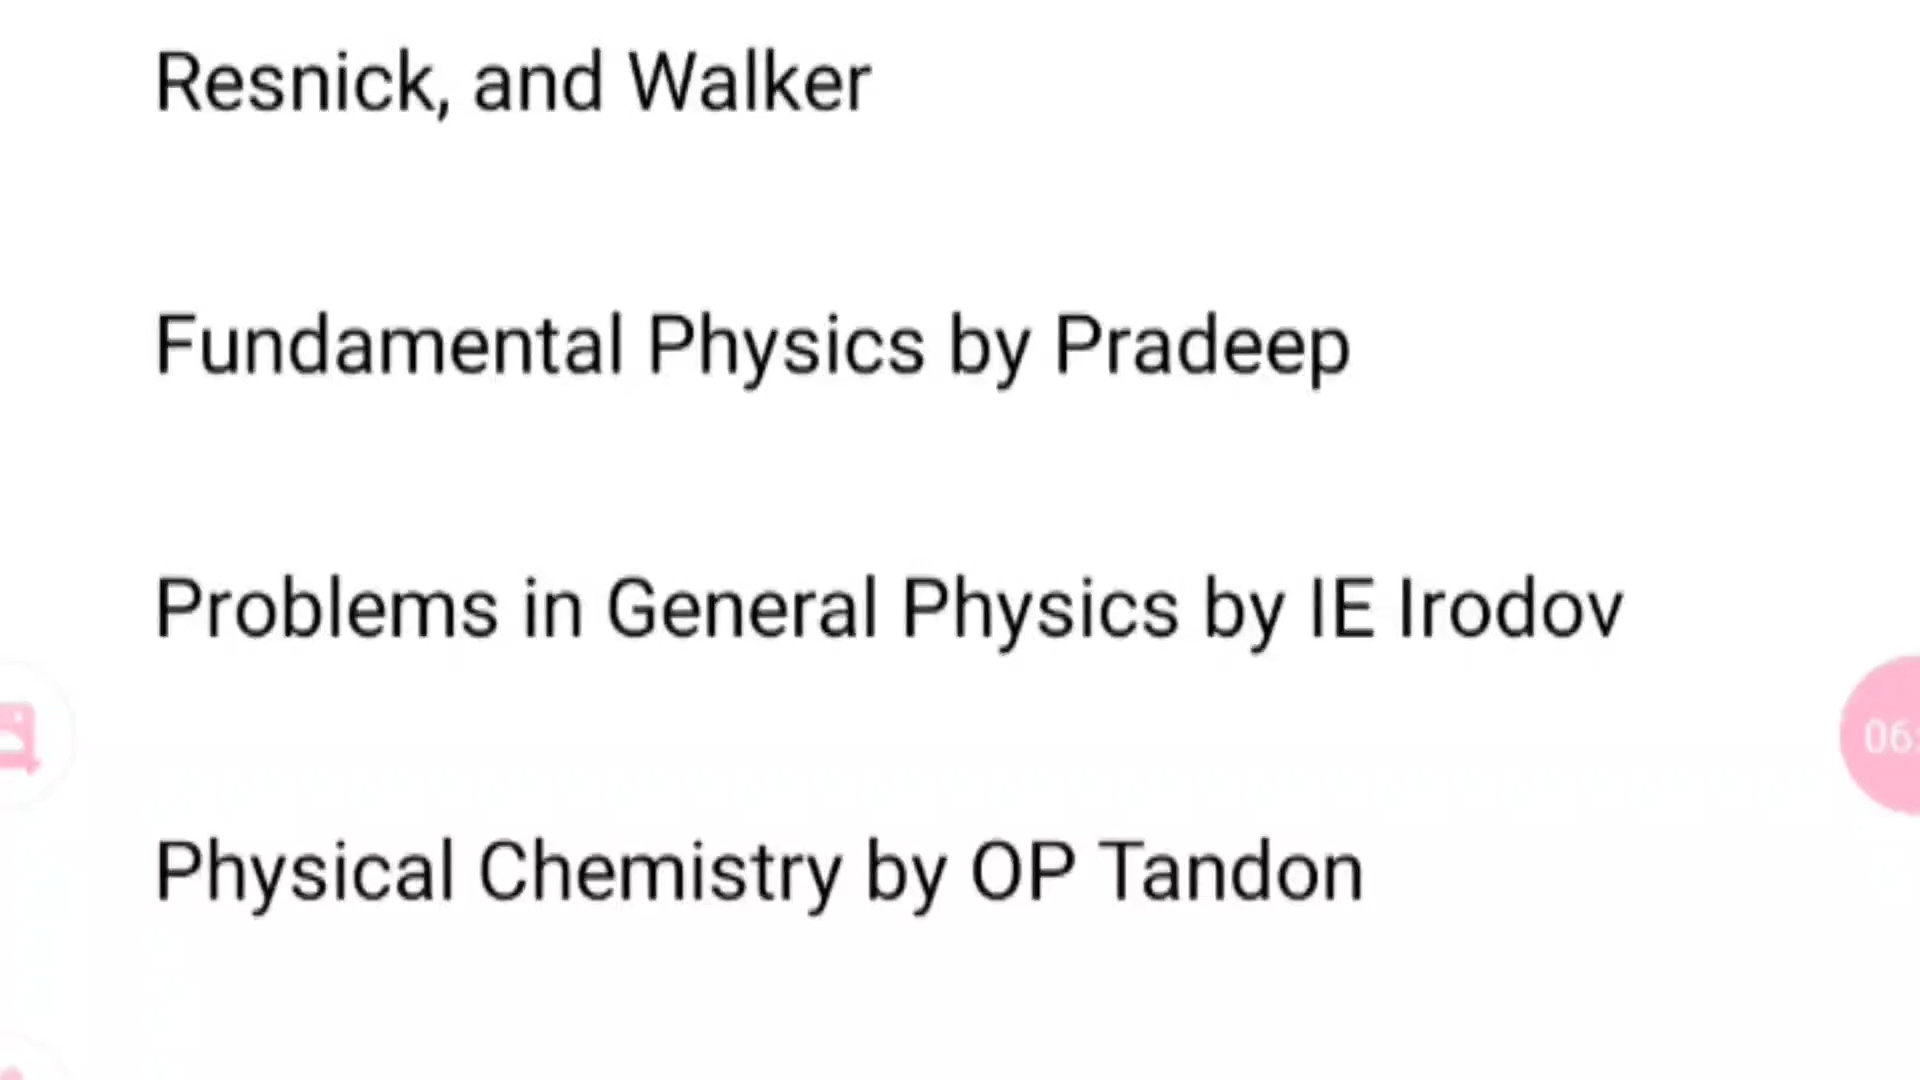 Resnick, and Walker
Fundamental Physics by Pradeep
Problems in General Physics by IE Irodov
06:
Physical Chemistry by OP Tandon